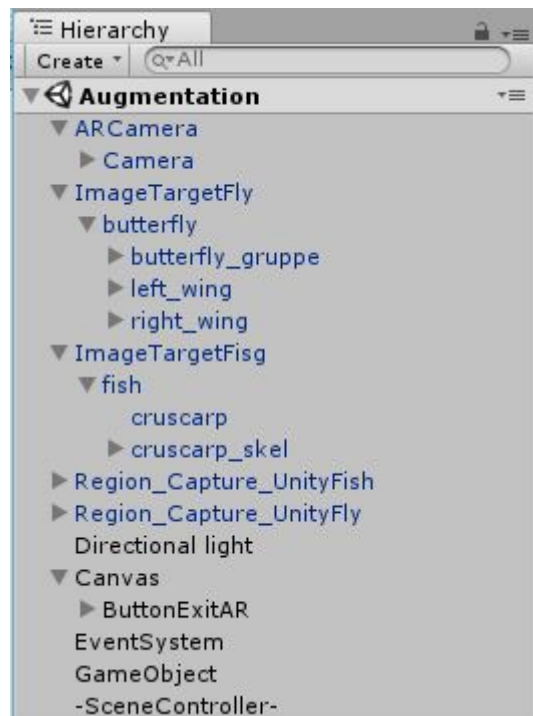 Hierarchy
Create All
Augmentation
ARCamera
Camera
ImageTargetFly
butterfly
butterfly_gruppe
left_wing
right_wing
ImageTargetFisg
fish
cruscarp
cruscarp_skel
Region_Capture_UnityFish
Region_Capture_UnityFly
Directional light
Canvas
ButtonExitAR
EventSystem
GameObject
-SceneController-